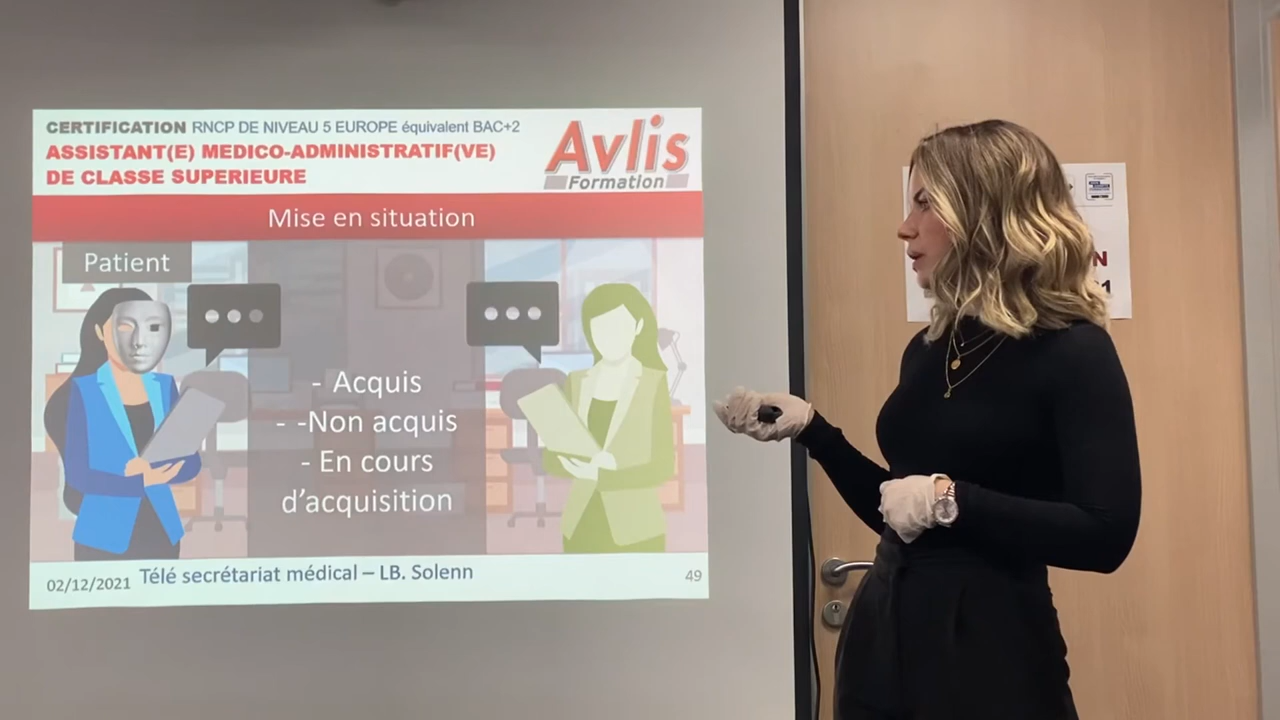 CERTIFICATION RNCP DE NIVEAU 5 EUROPE équivalent BAC+2
ASSISTANT(E) MEDICO-ADMINISTRATIF(VE)
DE CLASSE SUPERIEURE
Avlis
Formation
Mise en situation
Patient
- Acquis
- -Non acquis
- En cours
d'acquisition
02/12/2021 Télé secrétariat médical – LB. Solenn 49